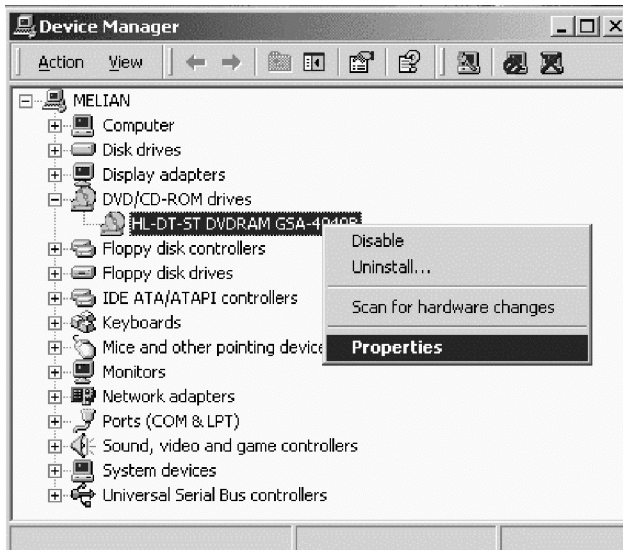 Device Manager
Action View
MELIAN
Computer
Disk drives
Display adapters
DVD/CD-ROM drives
HL-DT-ST DVDRAM GSA-4040B
Floppy disk controllers
Floppy disk drives
IDE ATA/ATAPI controllers
Keyboards
Mice and other pointing device
Monitors
Network adapters
Ports (COM & LPT)
Sound, video and game controllers
System devices
Universal Serial Bus controllers
Disable
Uninstall...
Scan for hardware changes
Properties